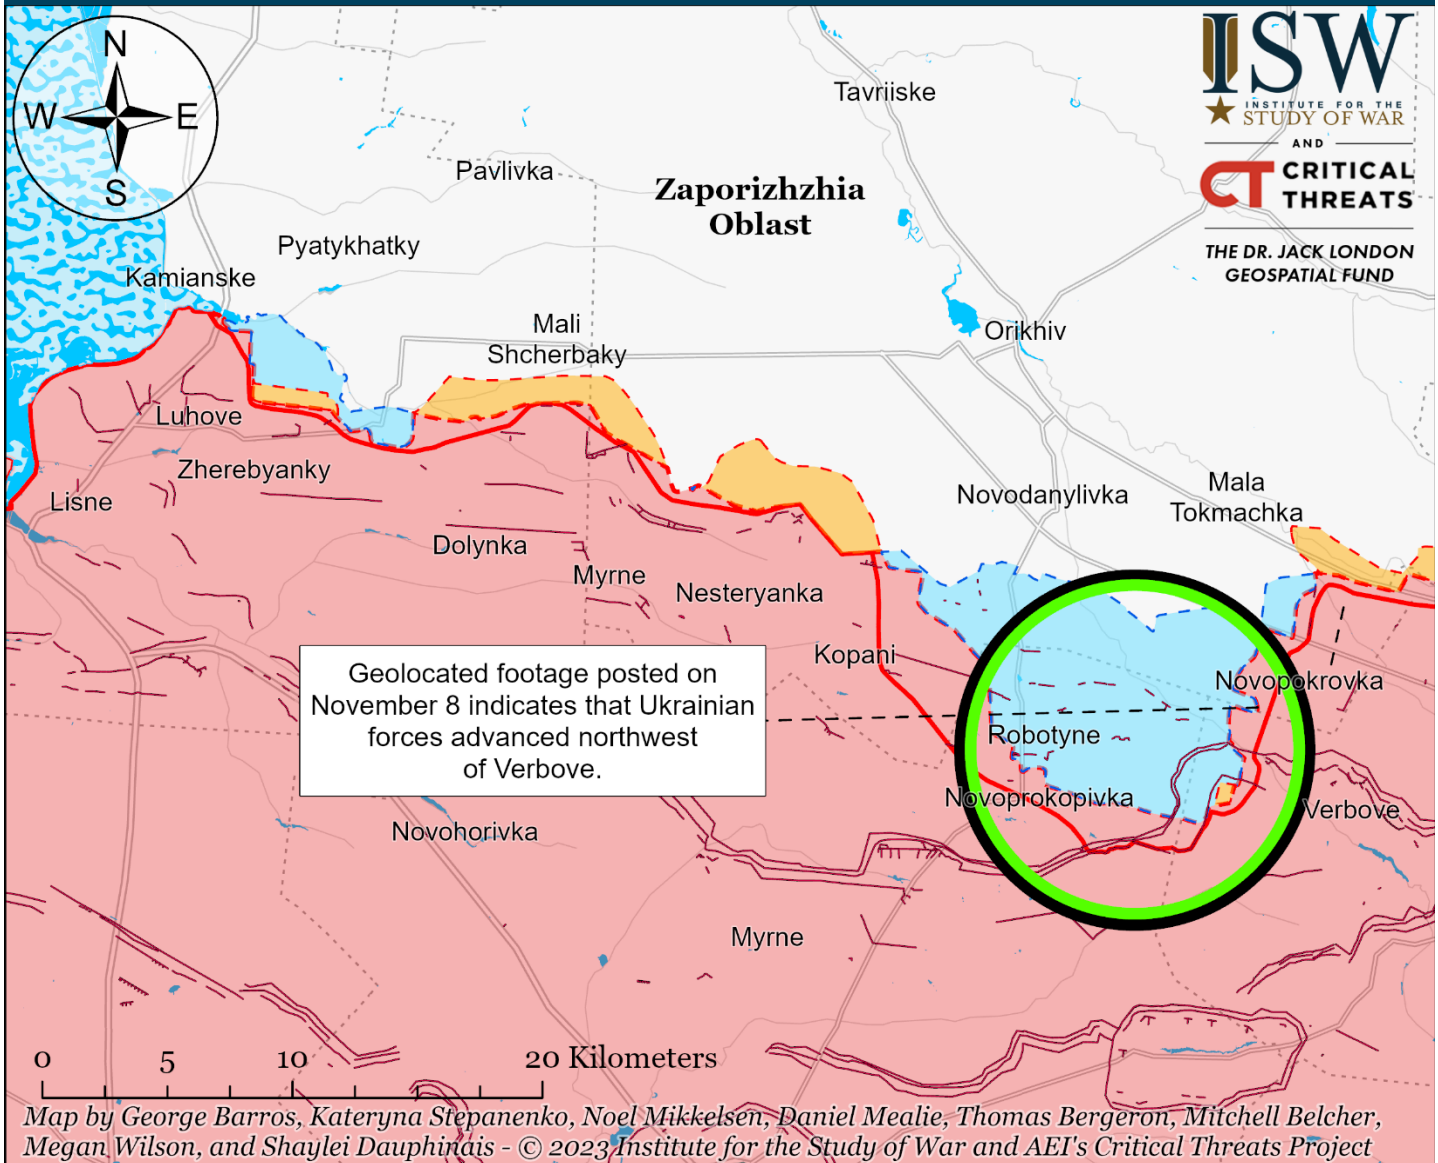 N
W
E
S
ISW
INSTITUTE FOR THE
STUDY OF WAR
AND
CT CRITICAL
THREATS
THE DR. JACK LONDON
GEOSPATIAL FUND
Tavriiske
Pavlivka
Zaporizhzhia
Oblast
Pyatykhatky
Kamianske
Mali
Shcherbaky
Orikhiv
Luhove
Zherebyanky
Lisne
Novodanylivka
Mala
Tokmachka
Dolynka
Myrne
Nesteryanka
Kopani
Novopokrovka
Geolocated footage posted on
November 8 indicates that Ukrainian
forces advanced northwest
of Verbove.
Robotyne
Novoprokopivka
Verbove
Novohorivka
Myrne
0 5 10 20 Kilometers
Map by George Barros, Kateryna Stepanenko, Noel Mikkelsen, Daniel Mealie, Thomas Bergeron, Mitchell Belcher,
Megan Wilson, and Shaylei Dauphinais - © 2023 Institute for the Study of War and AEI's Critical Threats Project